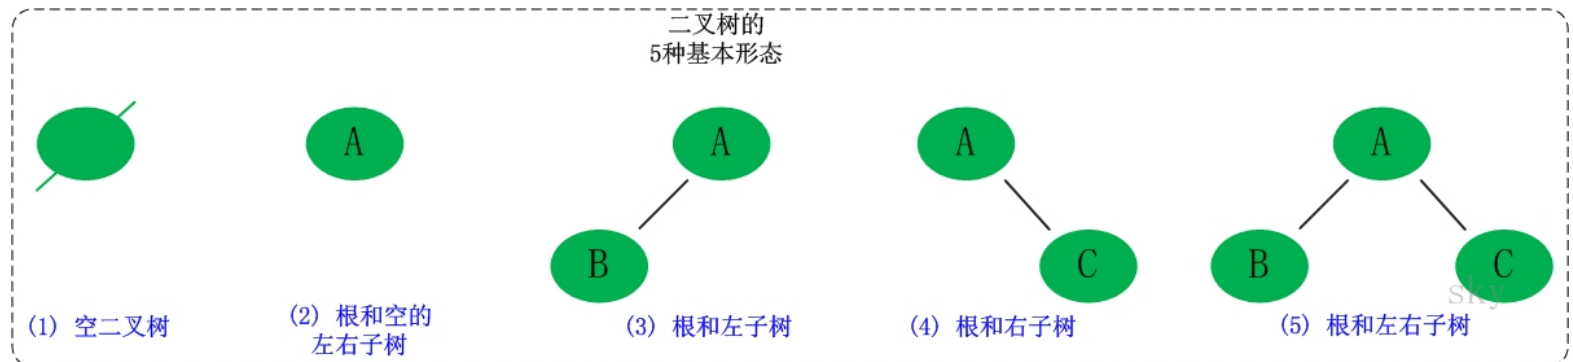 二叉树的
5种基本形态
A
A
A
A
B
C
B
C
sky
(1) 空二叉树
(2) 根和空的
左右子树
(3) 根和左子树
(4) 根和右子树
(5) 根和左右子树